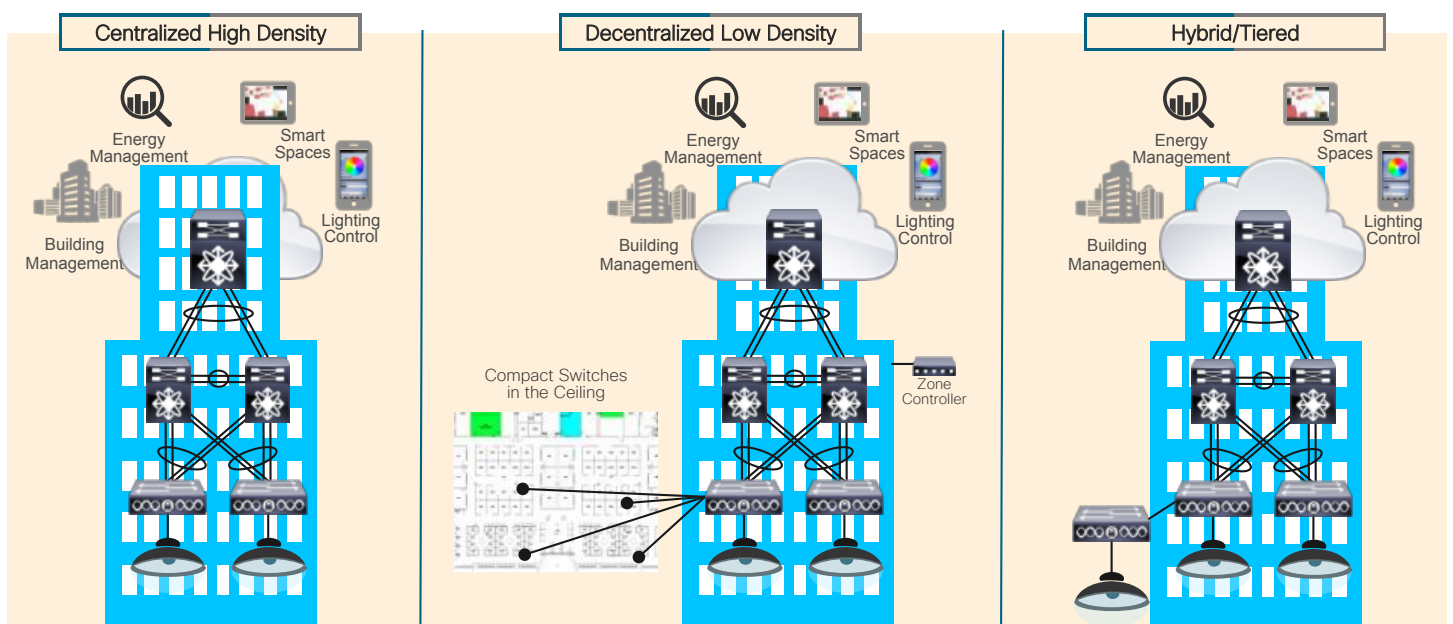 Centralized High Density
Energy
Management
Smart
Spaces
Lighting
Control
Building
Management
Decentralized Low Density
Energy
Management
Smart
Spaces
Lighting
Control
Building
Management
Compact Switches
in the Ceiling
Zone
Controller
Hybrid/Tiered
Energy
Management
Smart
Spaces
Lighting
Control
Building
Management